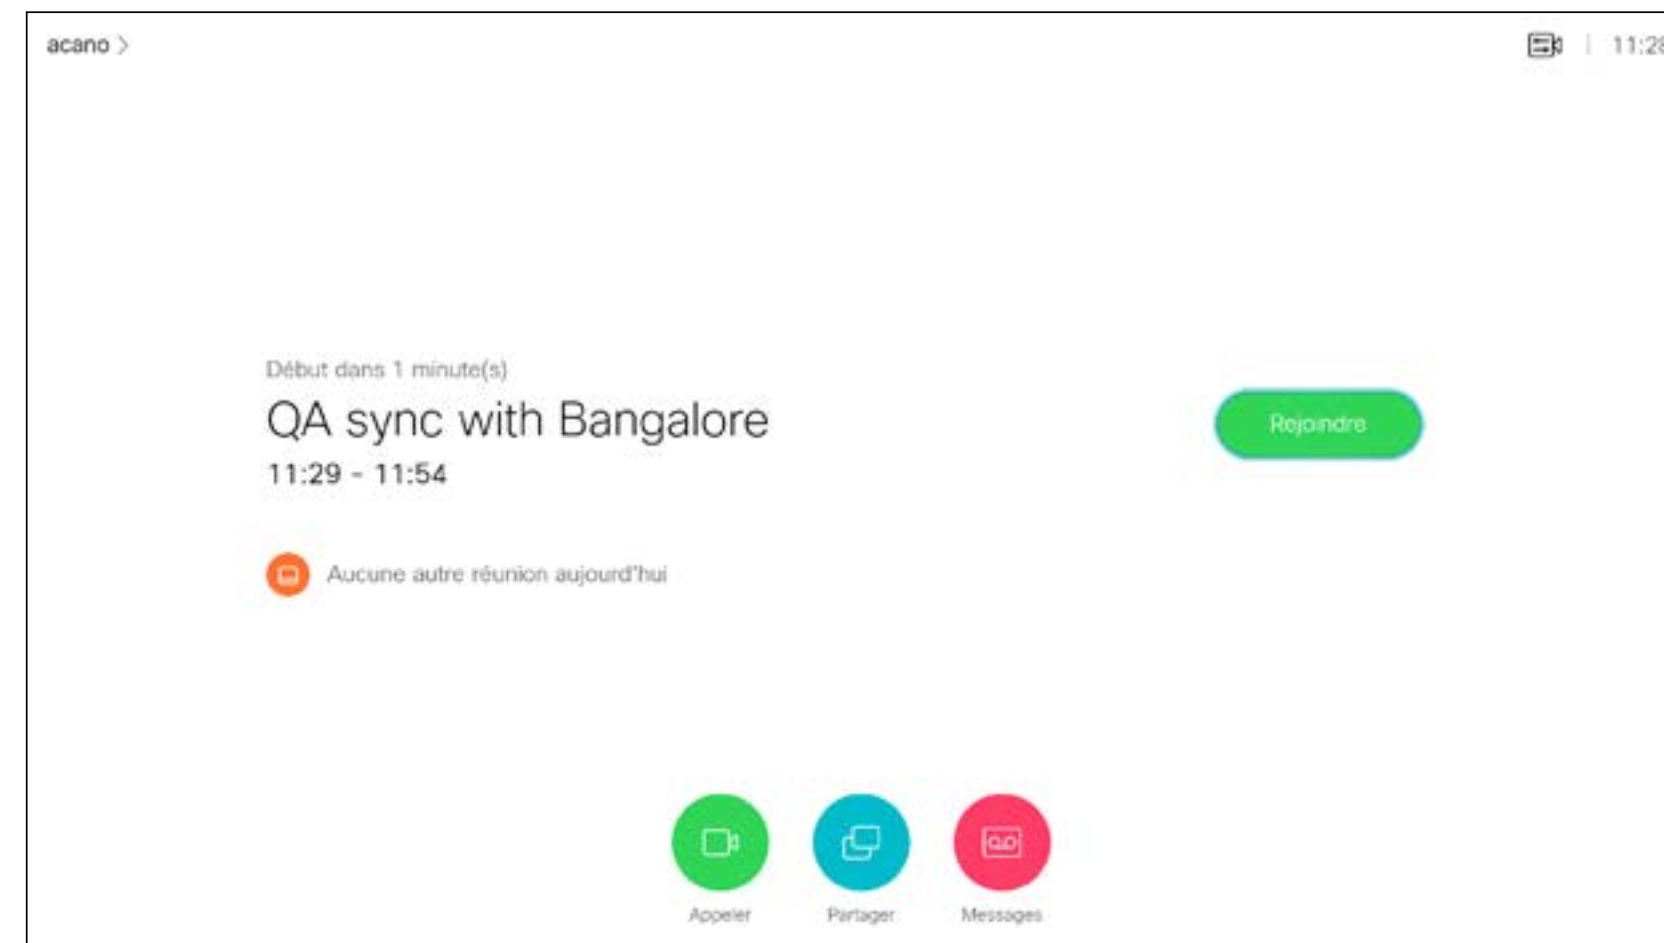 acano >
11:28
Début dans 1 minute(s)
QA sync with Bangalore
11:29 - 11:54
Rejoindre
Aucune autre réunion aujourd'hui
Appeler
Partager
Messages